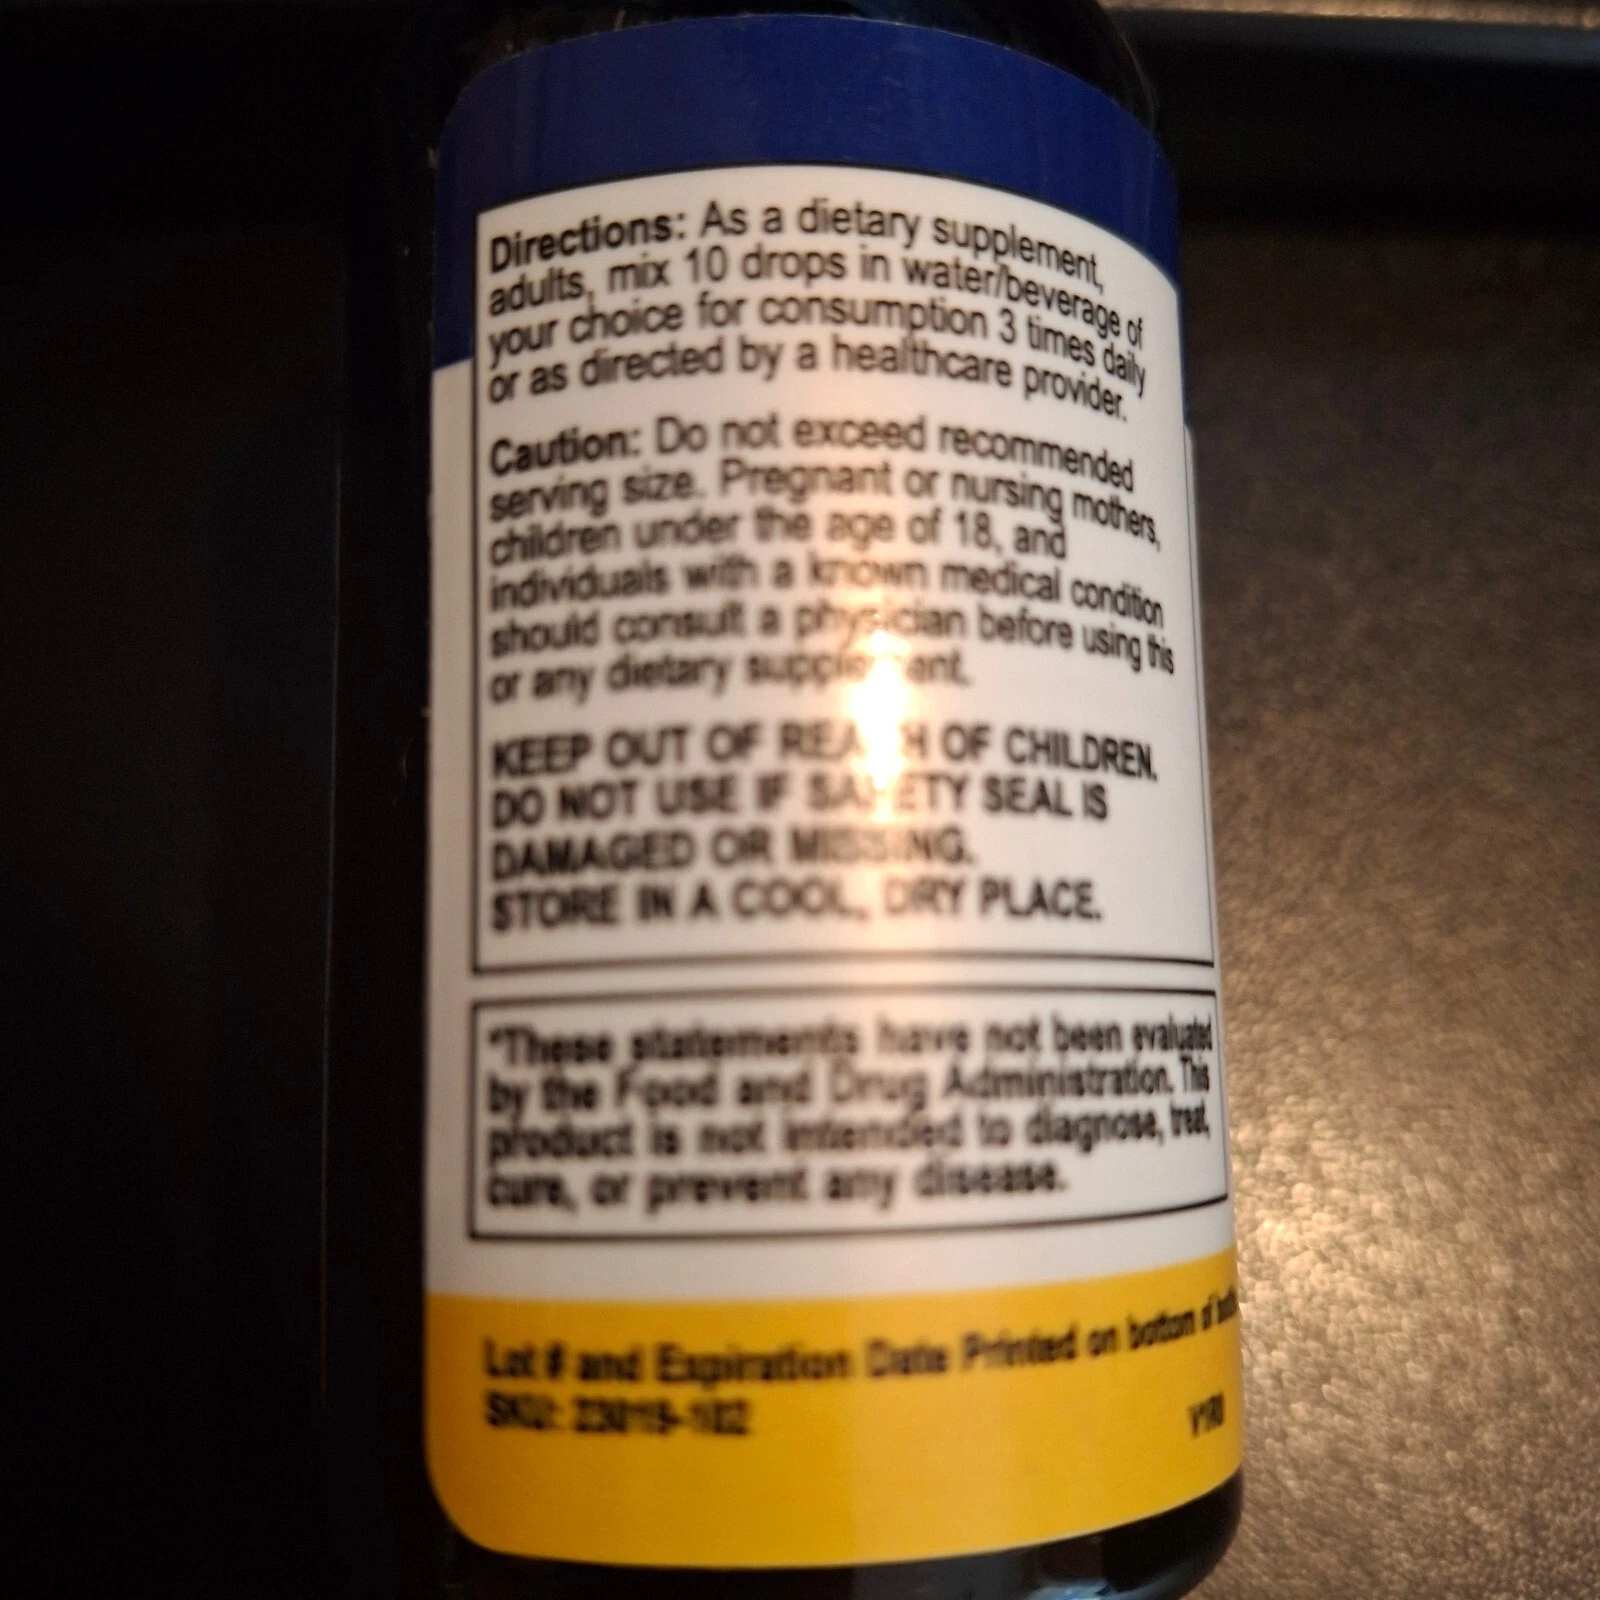 Directions: As a dietary supplement,
adults, mix 10 drops in water/beverage of
your choice for consumption 3 times daily
or as directed by a healthcare provider.
Caution: Do not exceed recommended
serving size. Pregnant or nursing mothers,
children under the age of 18, and
individuals with a known medical condition
should consult a physician before using this
or any dietary supplement.
KEEP OUT OF REACH OF CHILDREN.
DO NOT USE IF SAFETY SEAL IS
DAMAGED OR MISSING.
STORE IN A COOL, DRY PLACE.
*These statements have not been evaluated
by the Food and Drug Administration. This
product is not intended to diagnose, treat,
cure, or prevent any disease.
Lot # and Expiration Date Printed on bottom of
SKU: